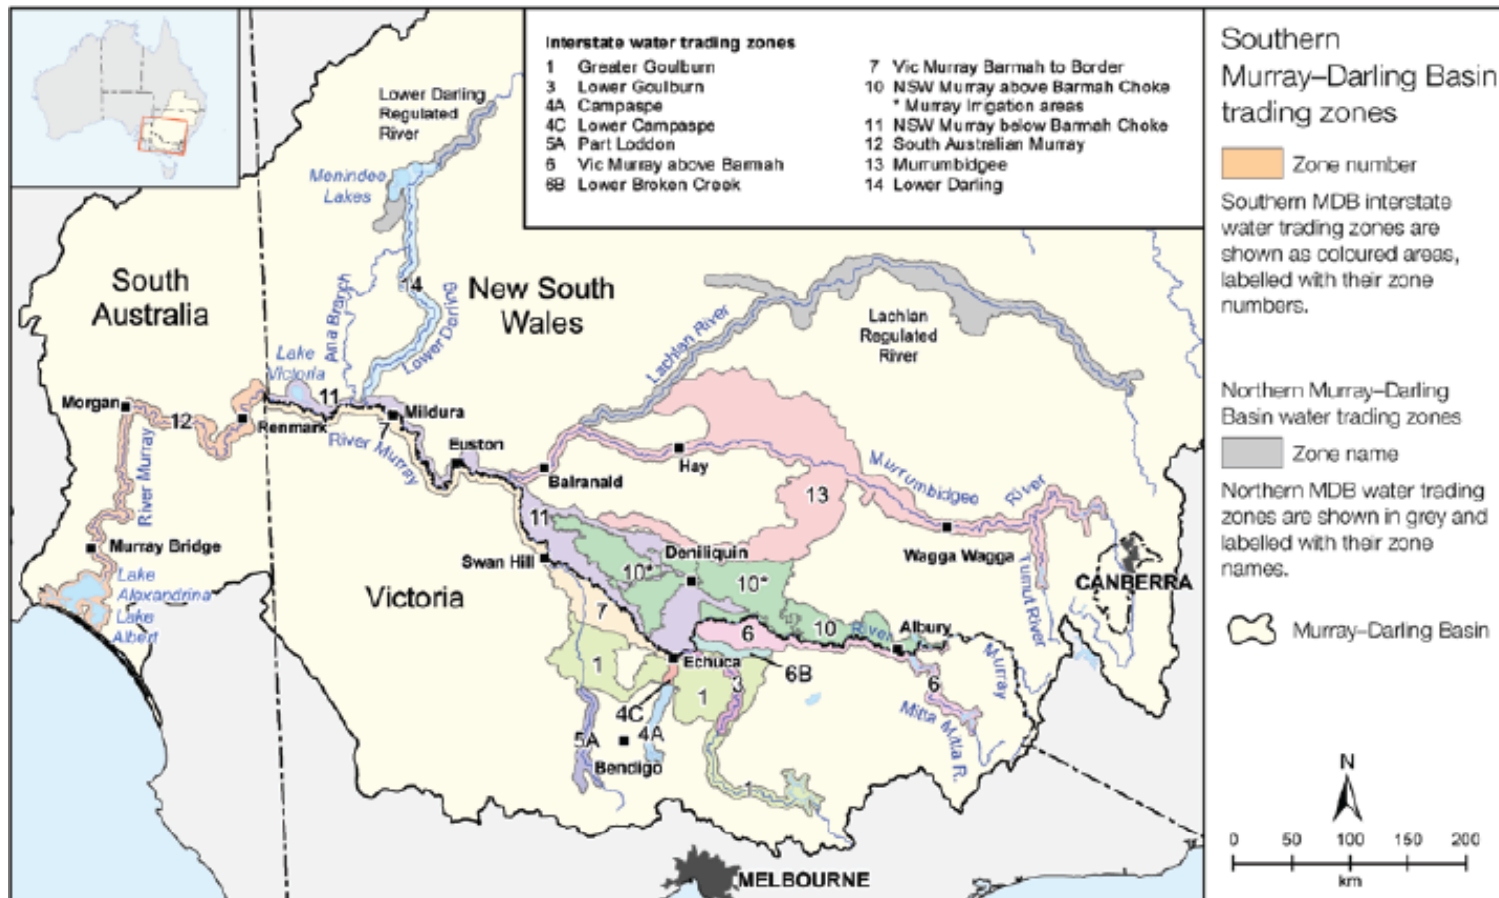 Interstate water trading zones
1 Greater Goulburn
3 Lower Goulburn
4A Campaspe
4C Lower Campaspe
5A Part Loddon
6 Vic Murray above Barmah
6B Lower Broken Creek
7 Vic Murray Barmah to Border
10 NSW Murray above Barmah Choke
* Murray Irrigation areas
11 NSW Murray below Barmah Choke
12 South Australian Murray
13 Murrumbidgee
14 Lower Darling
Southern
Murray–Darling Basin
trading zones
Zone number
Southern MDB interstate
water trading zones are
shown as coloured areas,
labelled with their zone
numbers.
Northern Murray–Darling
Basin water trading zones
Zone name
Northern MDB water trading
zones are shown in grey and
labelled with their zone
names.
Murray–Darling Basin
N
0 50 100 150 200
km
Lower Darling
Regulated
River
Menindee
Lakes
South
Australia
New South
Wales
14
Ana Branch
Lower Darling
Lachlan River
Lachlan
Regulated
River
Lake
Victoria
11
Morgan
12
Renmark
Mildura
7
River Murray
Euston
River Murray
Balranald
Hay
Murrumbidgee
River
13
Murray Bridge
Lake
Alexandrina
Lake
Albert
11
Swan Hill
Deniliquin
10*
10*
Wagga Wagga
Tumut River
CANBERRA
Victoria
7
6
10
River
Albury
Murray
1
Echuca
6B
3
1
6
4C
4A
5A
Bendigo
Mitta Mitta R.
1
MELBOURNE